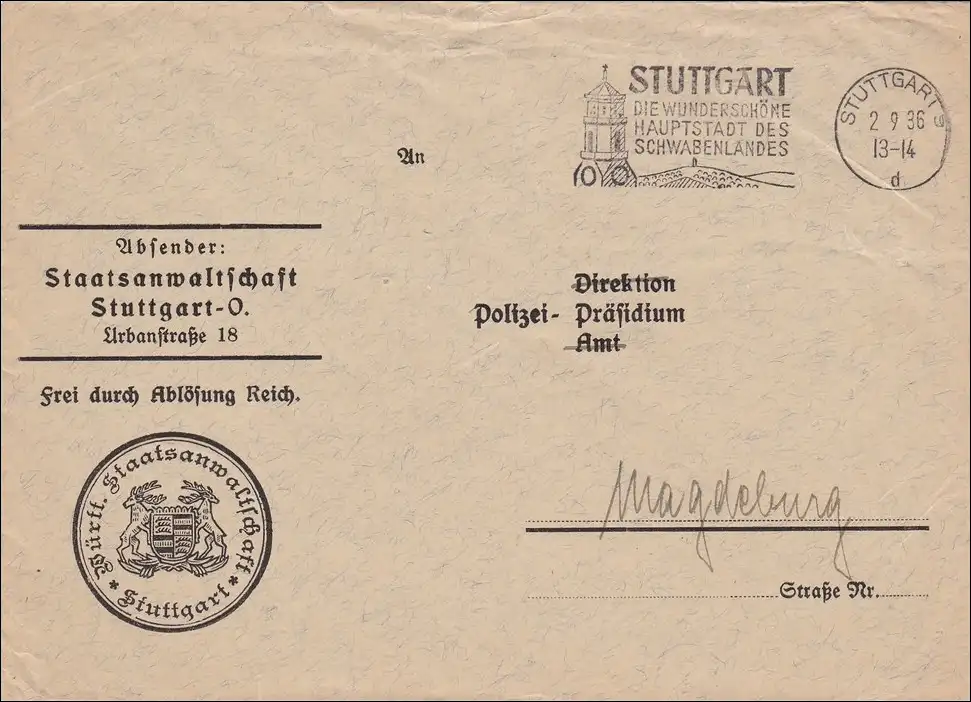 STUTTGART
DIE WUNDERSCHÖNE
HAUPTSTADT DES
SCHWABENLANDES
STUTTGART 9
2 9 36
13-14
d
An
Absender:
Staatsanwaltschaft
Stuttgart-O.
Urbanstraße 18
Direktion
Polizei- Präsidium
Amt
Frei durch Ablösung Reich.
Württ. Staatsanwaltschaft
* Stuttgart *
Magdeburg
Straße Nr.